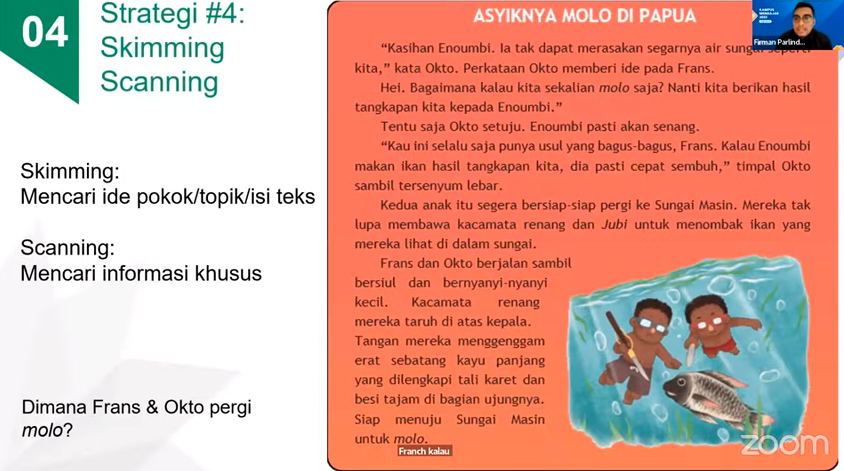 04
Strategi #4:
Skimming
Scanning
Skimming:
Mencari ide pokok/topik/isi teks
Scanning:
Mencari informasi khusus
Dimana Frans & Okto pergi
molo?
ASYIKNYA MOLO DI PAPUA
“Kasihan Enoumbi. Ia tak dapat merasakan segarnya air sungai seperti
kita,” kata Okto. Perkataan Okto memberi ide pada Frans.
Hei. Bagaimana kalau kita sekalian molo saja? Nanti kita berikan hasil
tangkapan kita kepada Enoumbi.”
Tentu saja Okto setuju. Enoumbi pasti akan senang.
“Kau ini selalu saja punya usul yang bagus-bagus, Frans. Kalau Enoumbi
makan ikan hasil tangkapan kita, dia pasti cepat sembuh,” timpal Okto
sambil tersenyum lebar.
Kedua anak itu segera bersiap-siap pergi ke Sungai Masin. Mereka tak
lupa membawa kacamata renang dan Jubi untuk menombak ikan yang
mereka lihat di dalam sungai.
Frans dan Okto berjalan sambil
bersiul dan bernyanyi-nyanyi
kecil. Kacamata renang
mereka taruh di atas kepala.
Tangan mereka menggenggam
erat sebatang kayu panjang
yang dilengkapi tali karet dan
besi tajam di bagian ujungnya.
Siap menuju Sungai Masin
untuk molo.
Franch kalau
Firman Parlind...
zoom